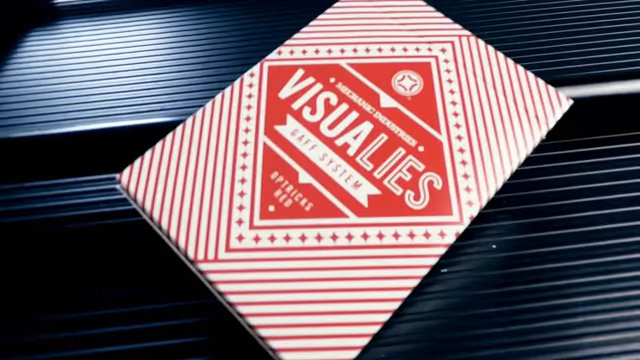 MECHANIC INDUSTRIES
VISUALIES
GAFF SYSTEM
OPTRICKS
RED